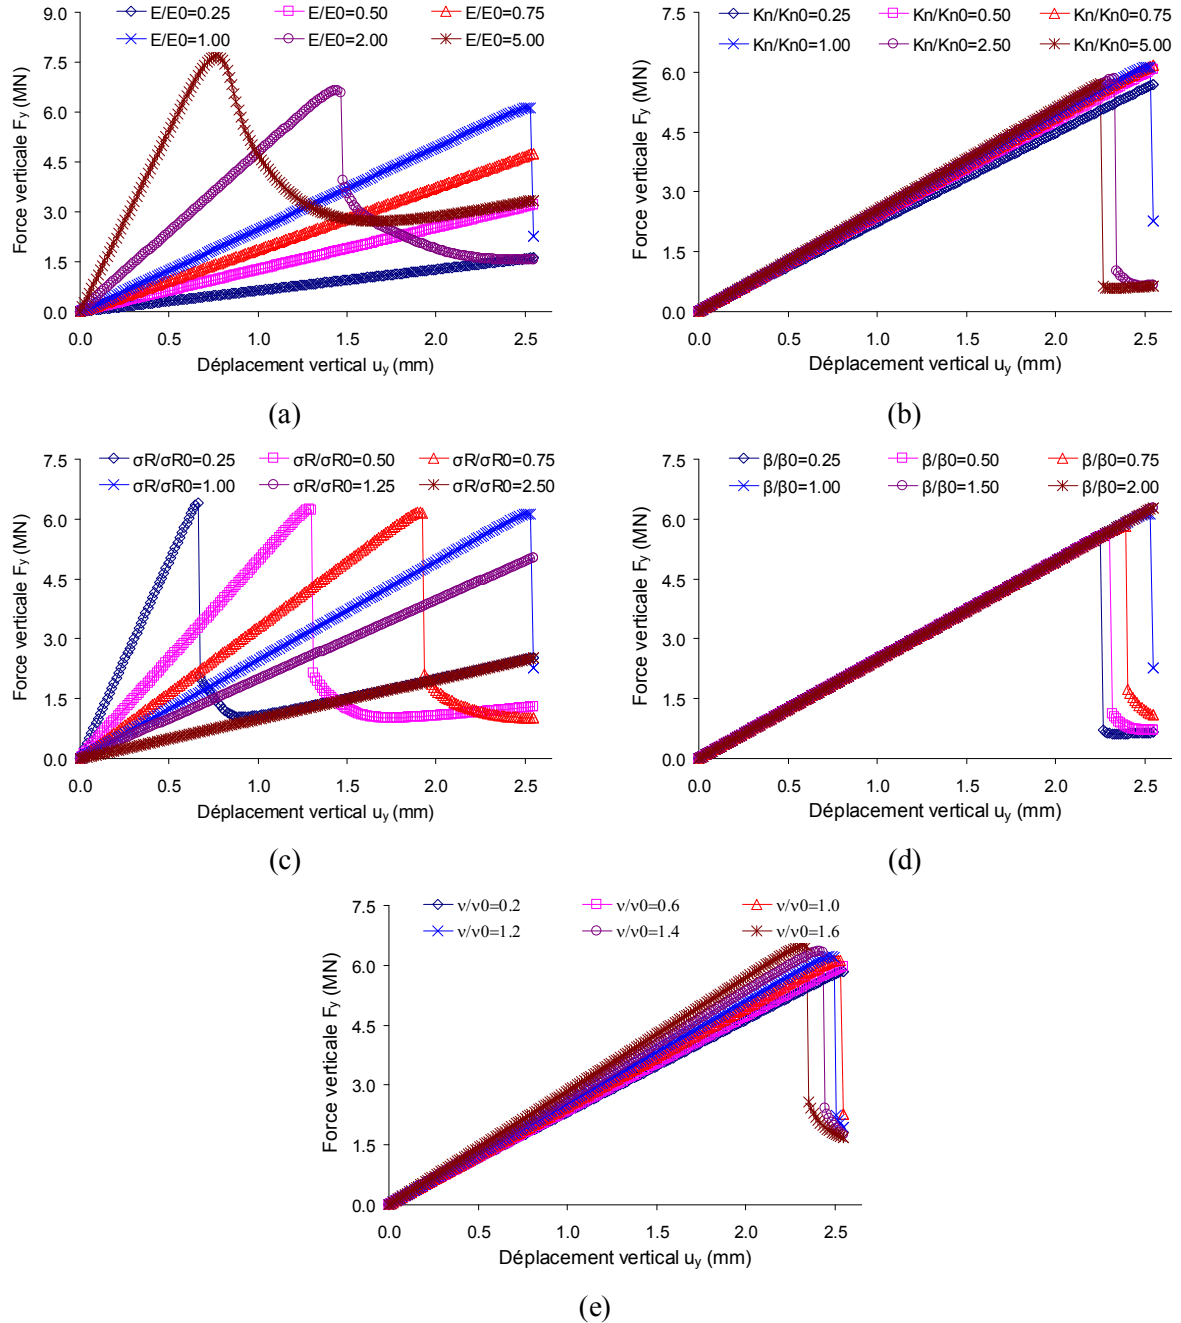 E/E0=0.25 E/E0=0.50 E/E0=0.75
E/E0=1.00 E/E0=2.00 E/E0=5.00
9.0
7.5
6.0
4.5
3.0
1.5
0.0
Force verticale Fy (MN)
0.0 0.5 1.0 1.5 2.0 2.5
Déplacement vertical uy (mm)
(a)
Kn/Kn0=0.25 Kn/Kn0=0.50 Kn/Kn0=0.75
Kn/Kn0=1.00 Kn/Kn0=2.50 Kn/Kn0=5.00
7.5
6.0
4.5
3.0
1.5
0.0
Force verticale Fy (MN)
0.0 0.5 1.0 1.5 2.0 2.5
Déplacement vertical uy (mm)
(b)
σR/σR0=0.25 σR/σR0=0.50 σR/σR0=0.75
σR/σR0=1.00 σR/σR0=1.25 σR/σR0=2.50
7.5
6.0
4.5
3.0
1.5
0.0
Force verticale Fy (MN)
0.0 0.5 1.0 1.5 2.0 2.5
Déplacement vertical uy (mm)
(c)
β/β0=0.25 β/β0=0.50 β/β0=0.75
β/β0=1.00 β/β0=1.50 β/β0=2.00
7.5
6.0
4.5
3.0
1.5
0.0
Force verticale Fy (MN)
0.0 0.5 1.0 1.5 2.0 2.5
Déplacement vertical uy (mm)
(d)
ν/ν0=0.2 ν/ν0=0.6 ν/ν0=1.0
ν/ν0=1.2 ν/ν0=1.4 ν/ν0=1.6
7.5
6.0
4.5
3.0
1.5
0.0
Force verticale Fy (MN)
0.0 0.5 1.0 1.5 2.0 2.5
Déplacement vertical uy (mm)
(e)